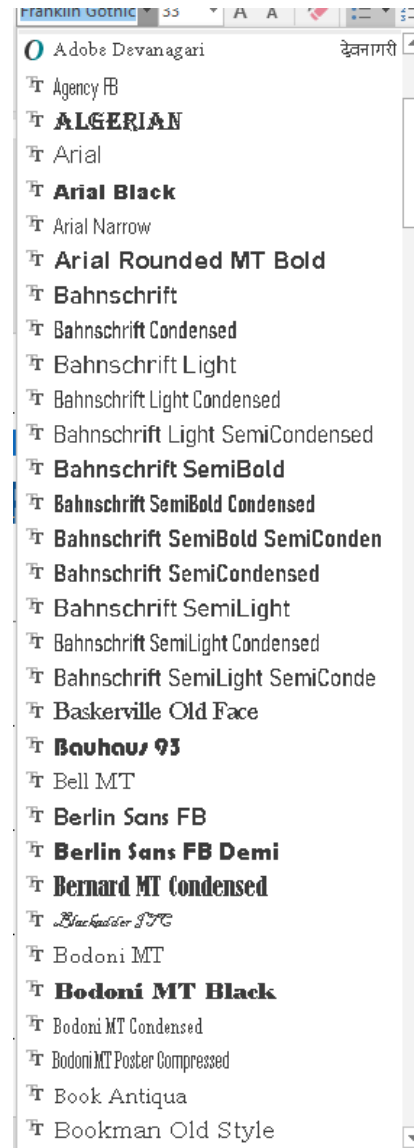 Franklin Gothic 33 A A
Adobe Devanagari देवनागरी
Agency FB
ALGERIAN
Arial
Arial Black
Arial Narrow
Arial Rounded MT Bold
Bahnschrift
Bahnschrift Condensed
Bahnschrift Light
Bahnschrift Light Condensed
Bahnschrift Light SemiCondensed
Bahnschrift SemiBold
Bahnschrift SemiBold Condensed
Bahnschrift SemiBold SemiConden
Bahnschrift SemiCondensed
Bahnschrift SemiLight
Bahnschrift SemiLight Condensed
Bahnschrift SemiLight SemiConde
Baskerville Old Face
Bauhaus 93
Bell MT
Berlin Sans FB
Berlin Sans FB Demi
Bernard MT Condensed
Blackadder ITC
Bodoni MT
Bodoni MT Black
Bodoni MT Condensed
Bodoni MT Poster Compressed
Book Antiqua
Bookman Old Style